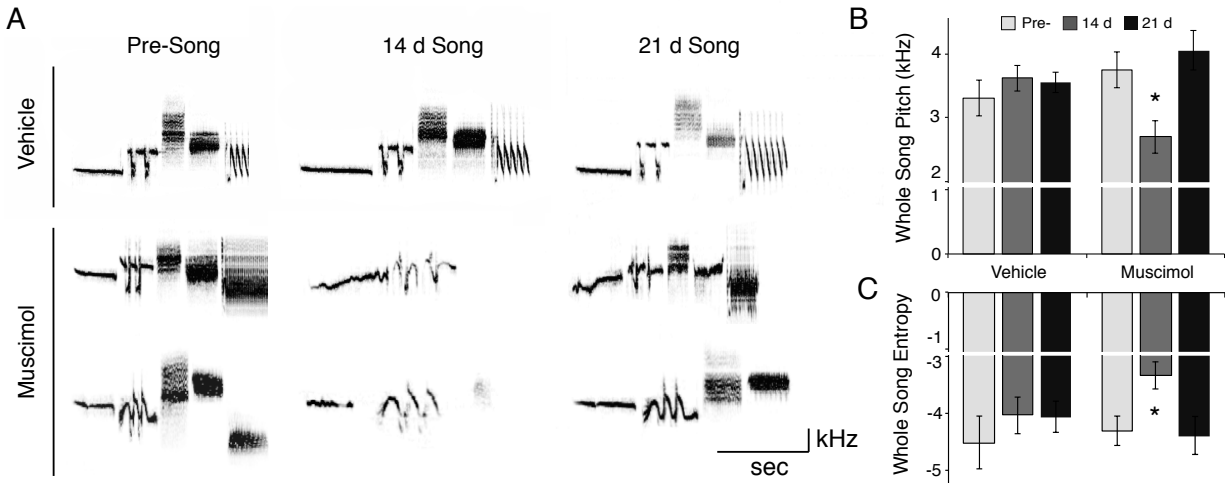 A
Pre-Song
14 d Song
21 d Song
Vehicle
Muscimol
kHz
sec
B
Pre-
14 d
21 d
Whole Song Pitch (kHz)
4
3
2
1
0
*
Vehicle
Muscimol
C
Whole Song Entropy
0
-1
-3
-4
-5
*